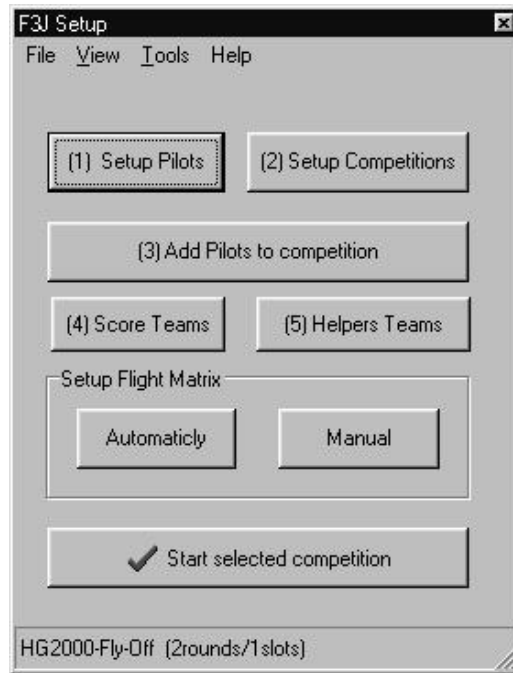 F3J Setup
File View Tools Help
(1) Setup Pilots (2) Setup Competitions
(3) Add Pilots to competition
(4) Score Teams (5) Helpers Teams
Setup Flight Matrix
Automaticly Manual
Start selected competition
HG2000-Fly-Off (2rounds/1slots)